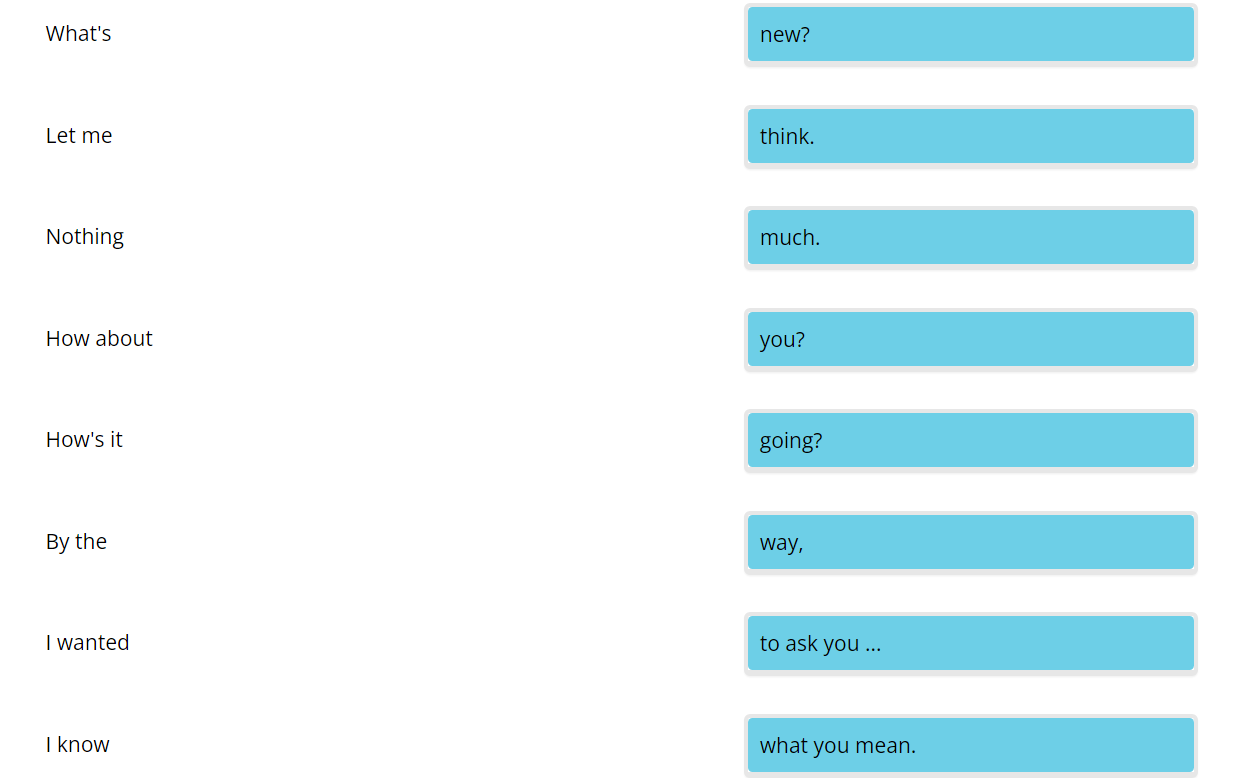 What's new?
Let me think.
Nothing much.
How about you?
How's it going?
By the way,
I wanted to ask you ...
I know what you mean.